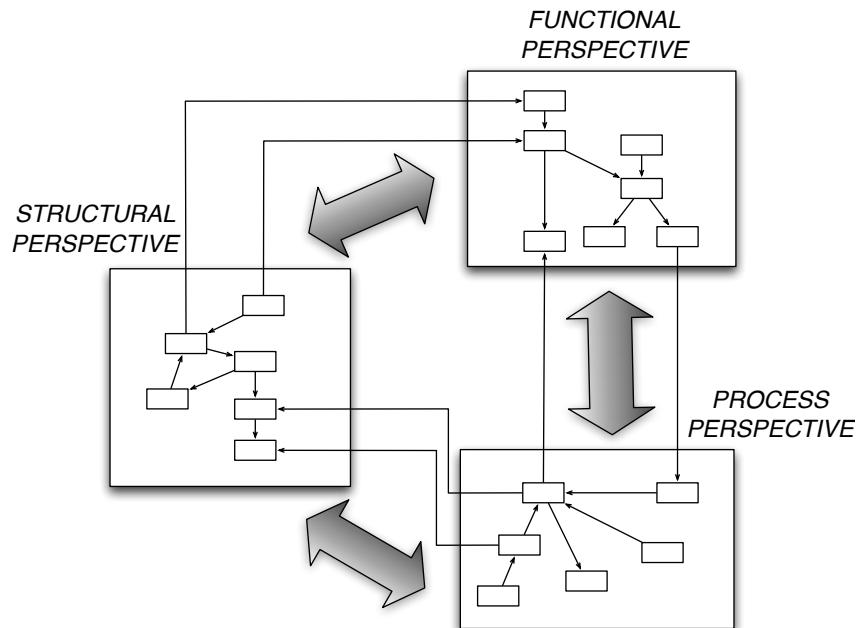 FUNCTIONAL
PERSPECTIVE
STRUCTURAL
PERSPECTIVE
PROCESS
PERSPECTIVE